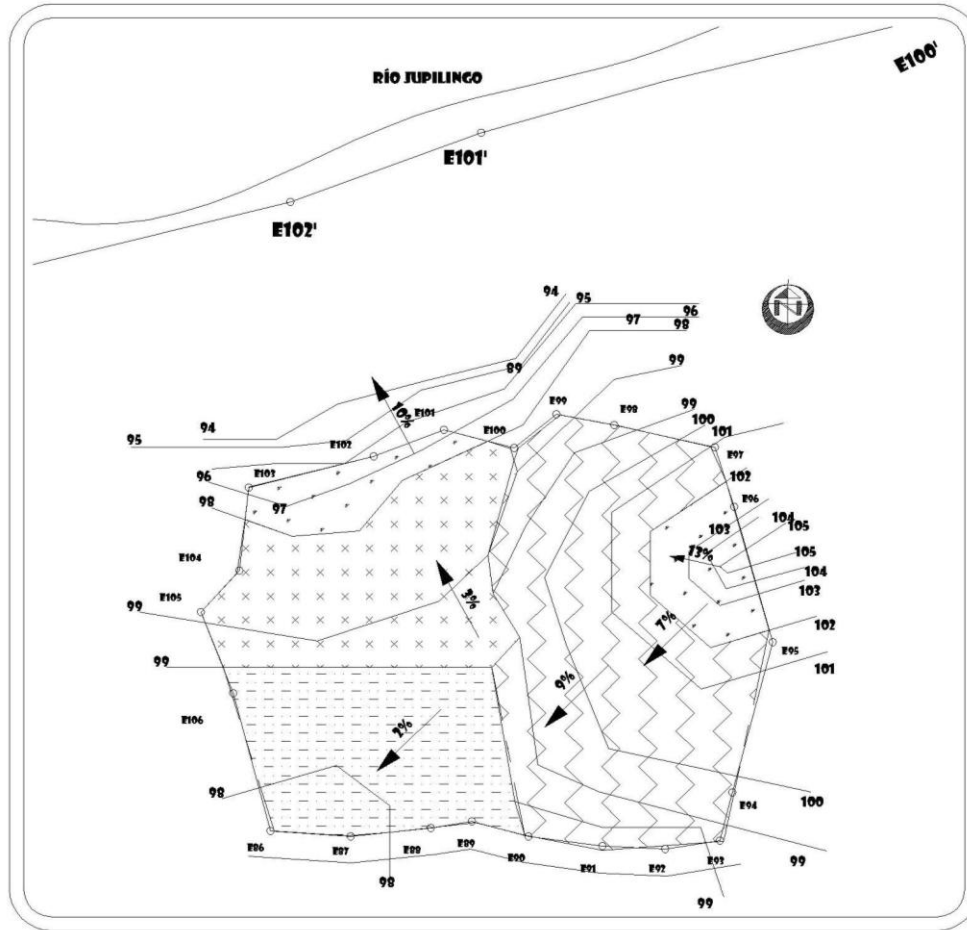 RÍO JUPILINGO
E100'
E101'
E102'
N
94
95
96
97
98
99
94
95
96
98
97
89
10%
E99
E98
E101
E100
E102
E103
E97
E96
99
100
101
102
103
104
105
105
104
103
102
101
13%
7%
9%
3%
2%
E104
E105
99
99
E106
E95
98
98
E94
100
99
99
E86
E87
E88
E89
E90
E91
E92
E93